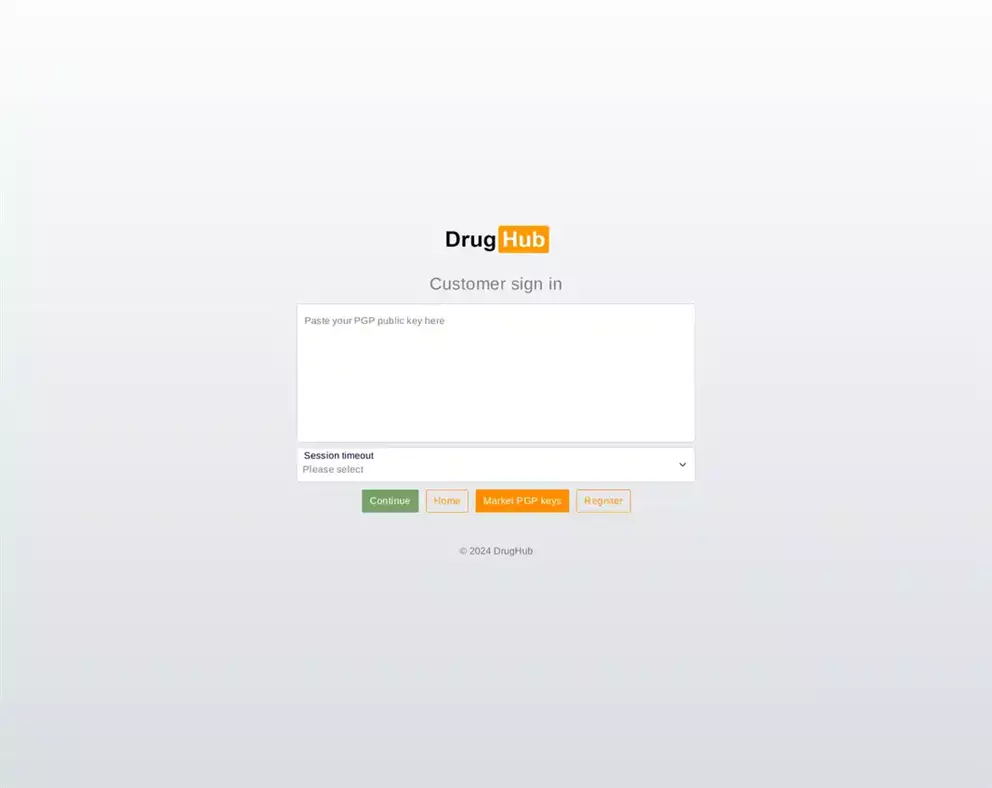 DrugHub
Customer sign in
Paste your PGP public key here
Session timeout
Please select
Continue Home Market PGP keys Register
© 2024 DrugHub